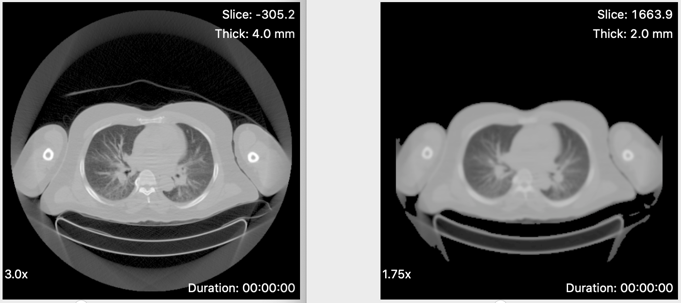 Slice: -305.2
Thick: 4.0 mm
3.0x
Duration: 00:00:00
Slice: 1663.9
Thick: 2.0 mm
1.75x
Duration: 00:00:00